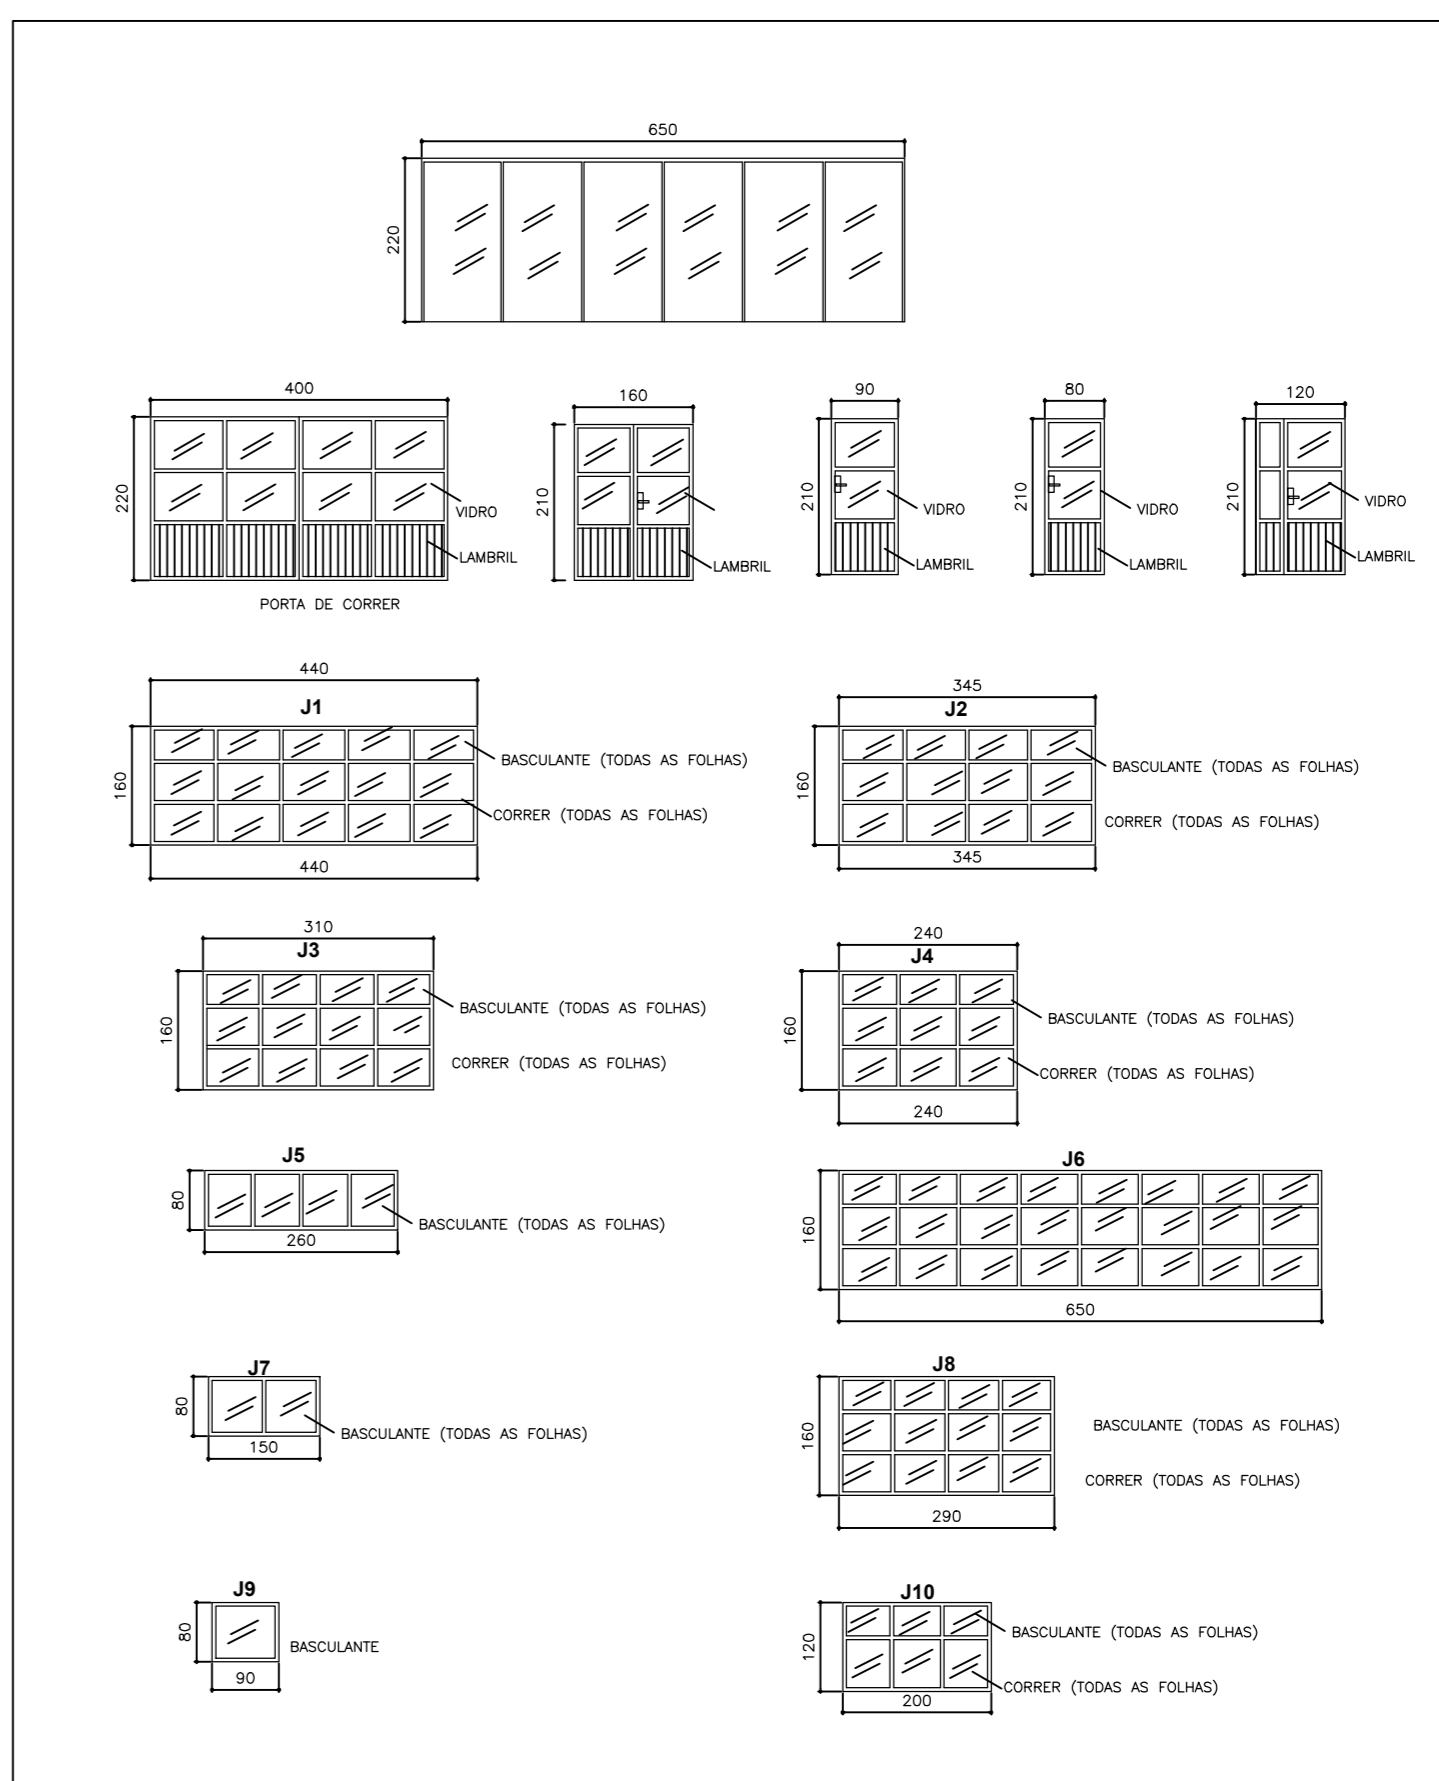 650
220
400
220
VIDRO
LAMBRIL
PORTA DE CORRER
160
210
LAMBRIL
90
210
VIDRO
LAMBRIL
80
210
VIDRO
LAMBRIL
120
210
VIDRO
LAMBRIL
440
J1
160
BASCULANTE (TODAS AS FOLHAS)
CORRER (TODAS AS FOLHAS)
440
345
J2
160
BASCULANTE (TODAS AS FOLHAS)
CORRER (TODAS AS FOLHAS)
345
310
J3
160
BASCULANTE (TODAS AS FOLHAS)
CORRER (TODAS AS FOLHAS)
240
J4
160
BASCULANTE (TODAS AS FOLHAS)
CORRER (TODAS AS FOLHAS)
240
J5
80
BASCULANTE (TODAS AS FOLHAS)
260
J6
160
650
J7
80
BASCULANTE (TODAS AS FOLHAS)
150
J8
160
BASCULANTE (TODAS AS FOLHAS)
CORRER (TODAS AS FOLHAS)
290
J9
80
BASCULANTE
90
J10
120
BASCULANTE (TODAS AS FOLHAS)
CORRER (TODAS AS FOLHAS)
200